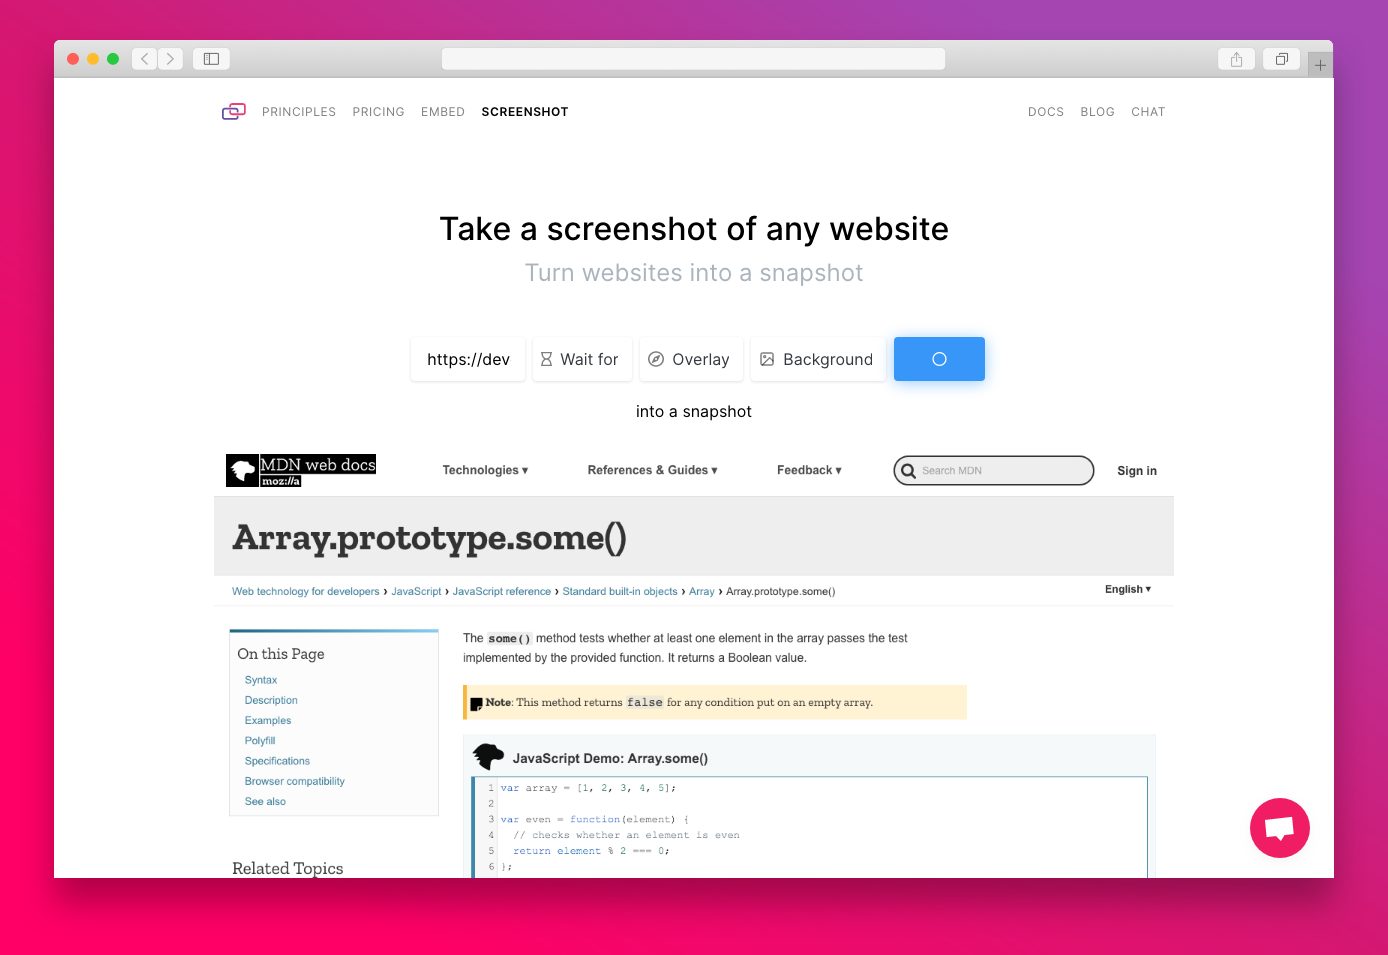 PRINCIPLES PRICING EMBED SCREENSHOT DOCS BLOG CHAT
Take a screenshot of any website
Turn websites into a snapshot
https://dev Wait for Overlay Background
into a snapshot
MDN web docs
moz://a
Technologies ▾ References & Guides ▾ Feedback ▾ Search MDN Sign in
Array.prototype.some()
Web technology for developers › JavaScript › JavaScript reference › Standard built-in objects › Array › Array.prototype.some() English ▾
On this Page
Syntax
Description
Examples
Polyfill
Specifications
Browser compatibility
See also
Related Topics
The some() method tests whether at least one element in the array passes the test
implemented by the provided function. It returns a Boolean value.
Note: This method returns false for any condition put on an empty array.
JavaScript Demo: Array.some()
1 var array = [1, 2, 3, 4, 5];
2
3 var even = function(element) {
4 // checks whether an element is even
5 return element % 2 === 0;
6 };